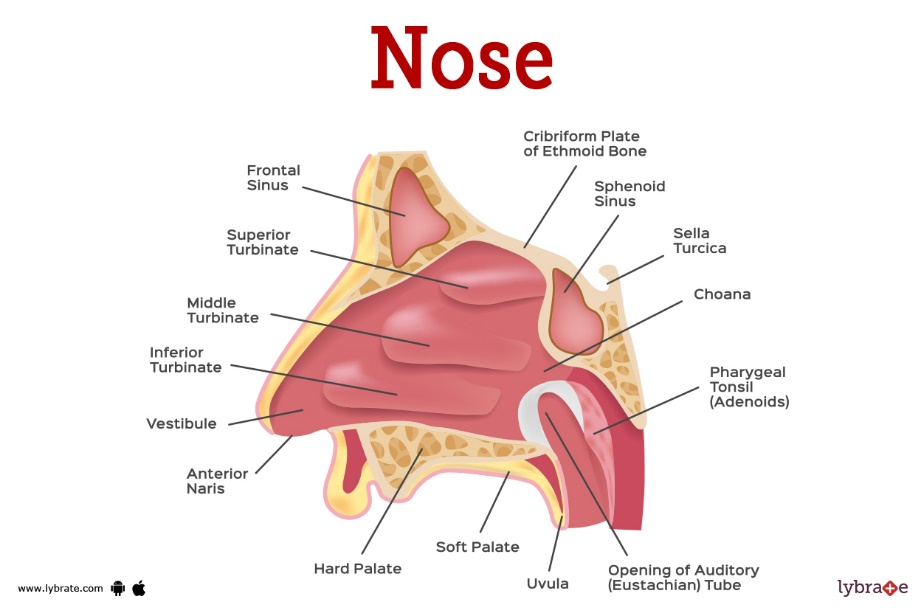 Nose
Cribriform Plate
of Ethmoid Bone
Frontal
Sinus
Sphenoid
Sinus
Superior
Turbinate
Sella
Turcica
Middle
Turbinate
Choana
Inferior
Turbinate
Pharygeal
Tonsil
(Adenoids)
Vestibule
Anterior
Naris
Soft Palate
Hard Palate
Uvula
Opening of Auditory
(Eustachian) Tube
www.lybrate.com
lybrate